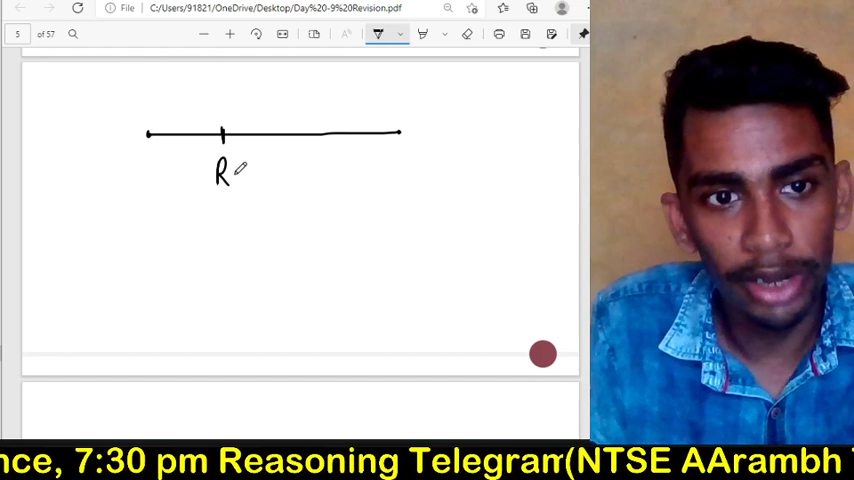 File
C:/Users/91821/OneDrive/Desktop/Day%20-9%20Revision.pdf
5 of 57
R
nce, 7:30 pm Reasoning Telegram (NTSE AArambh